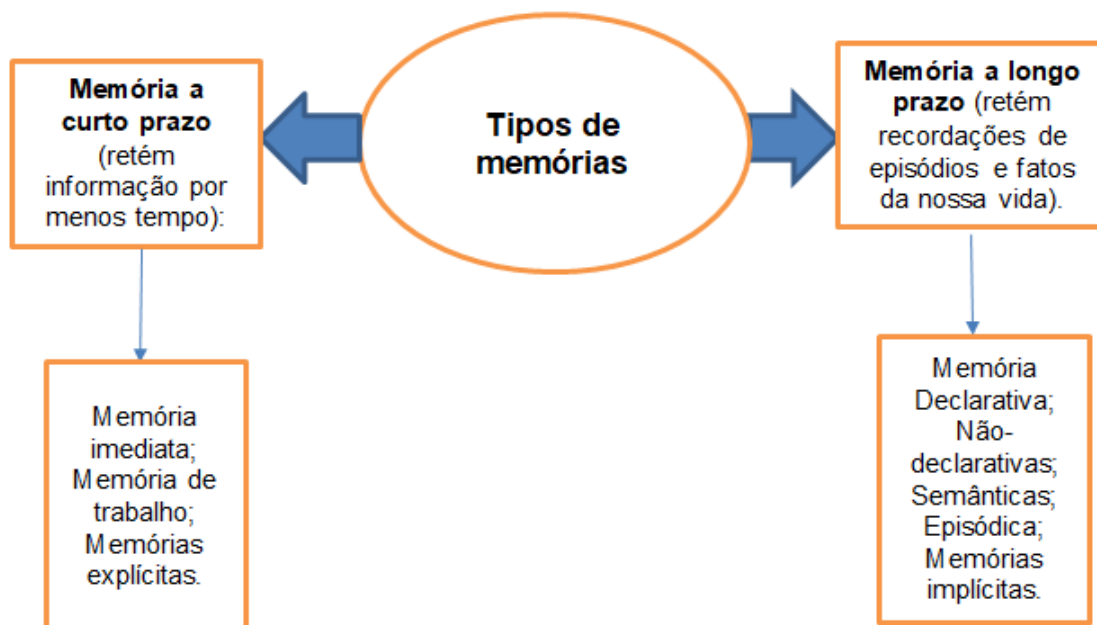 Tipos de
memórias
Memória a
curto prazo
(retém
informação por
menos tempo):
Memória
imediata;
Memória de
trabalho;
Memórias
explícitas.
Memória a longo
prazo (retém
recordações de
episódios e fatos
da nossa vida).
Memória
Declarativa;
Não-
declarativas;
Semânticas;
Episódica;
Memórias
implícitas.